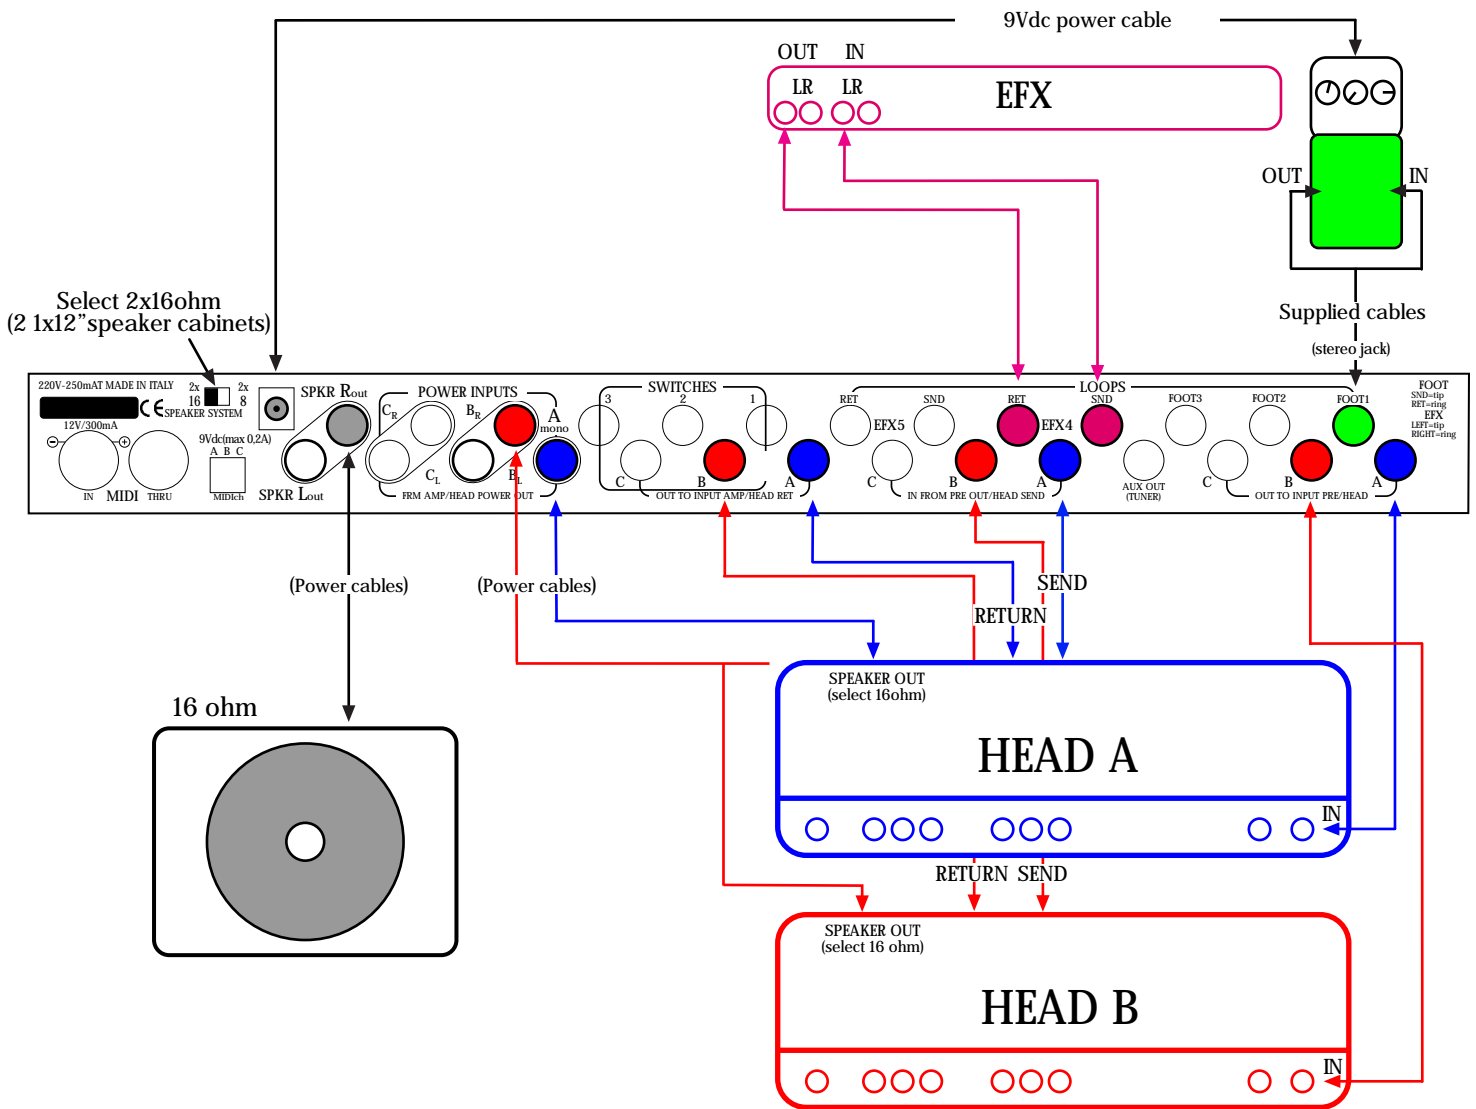 9Vdc power cable
OUT IN
LR LR
EFX
OUT
IN
Select 2x16ohm
(2 1x12”speaker cabinets)
Supplied cables
(stereo jack)
220V-250mAT MADE IN ITALY
2x
16
2x
8
SPEAKER SYSTEM
CE
12V/300mA
IN
MIDI
THRU
9Vdc(max 0,2A)
A B C
MIDIch
SPKR Rout
SPKR Lout
POWER INPUTS
CR
BR
A
mono
CL
BL
FRM AMP/HEAD POWER OUT
SWITCHES
3
2
1
C
B
A
OUT TO INPUT AMP/HEAD RET
LOOPS
RET
SND
EFX5
RET
SND
EFX4
FOOT3
FOOT2
FOOT1
C
B
A
IN FROM PRE OUT/HEAD SEND
AUX OUT
(TUNER)
C
B
A
OUT TO INPUT PRE/HEAD
FOOT
SND=tip
RET=ring
EFX
LEFT=tip
RIGHT=ring
(Power cables)
(Power cables)
SEND
RETURN
16 ohm
SPEAKER OUT
(select 16ohm)
HEAD A
IN
RETURN SEND
SPEAKER OUT
(select 16 ohm)
HEAD B
IN